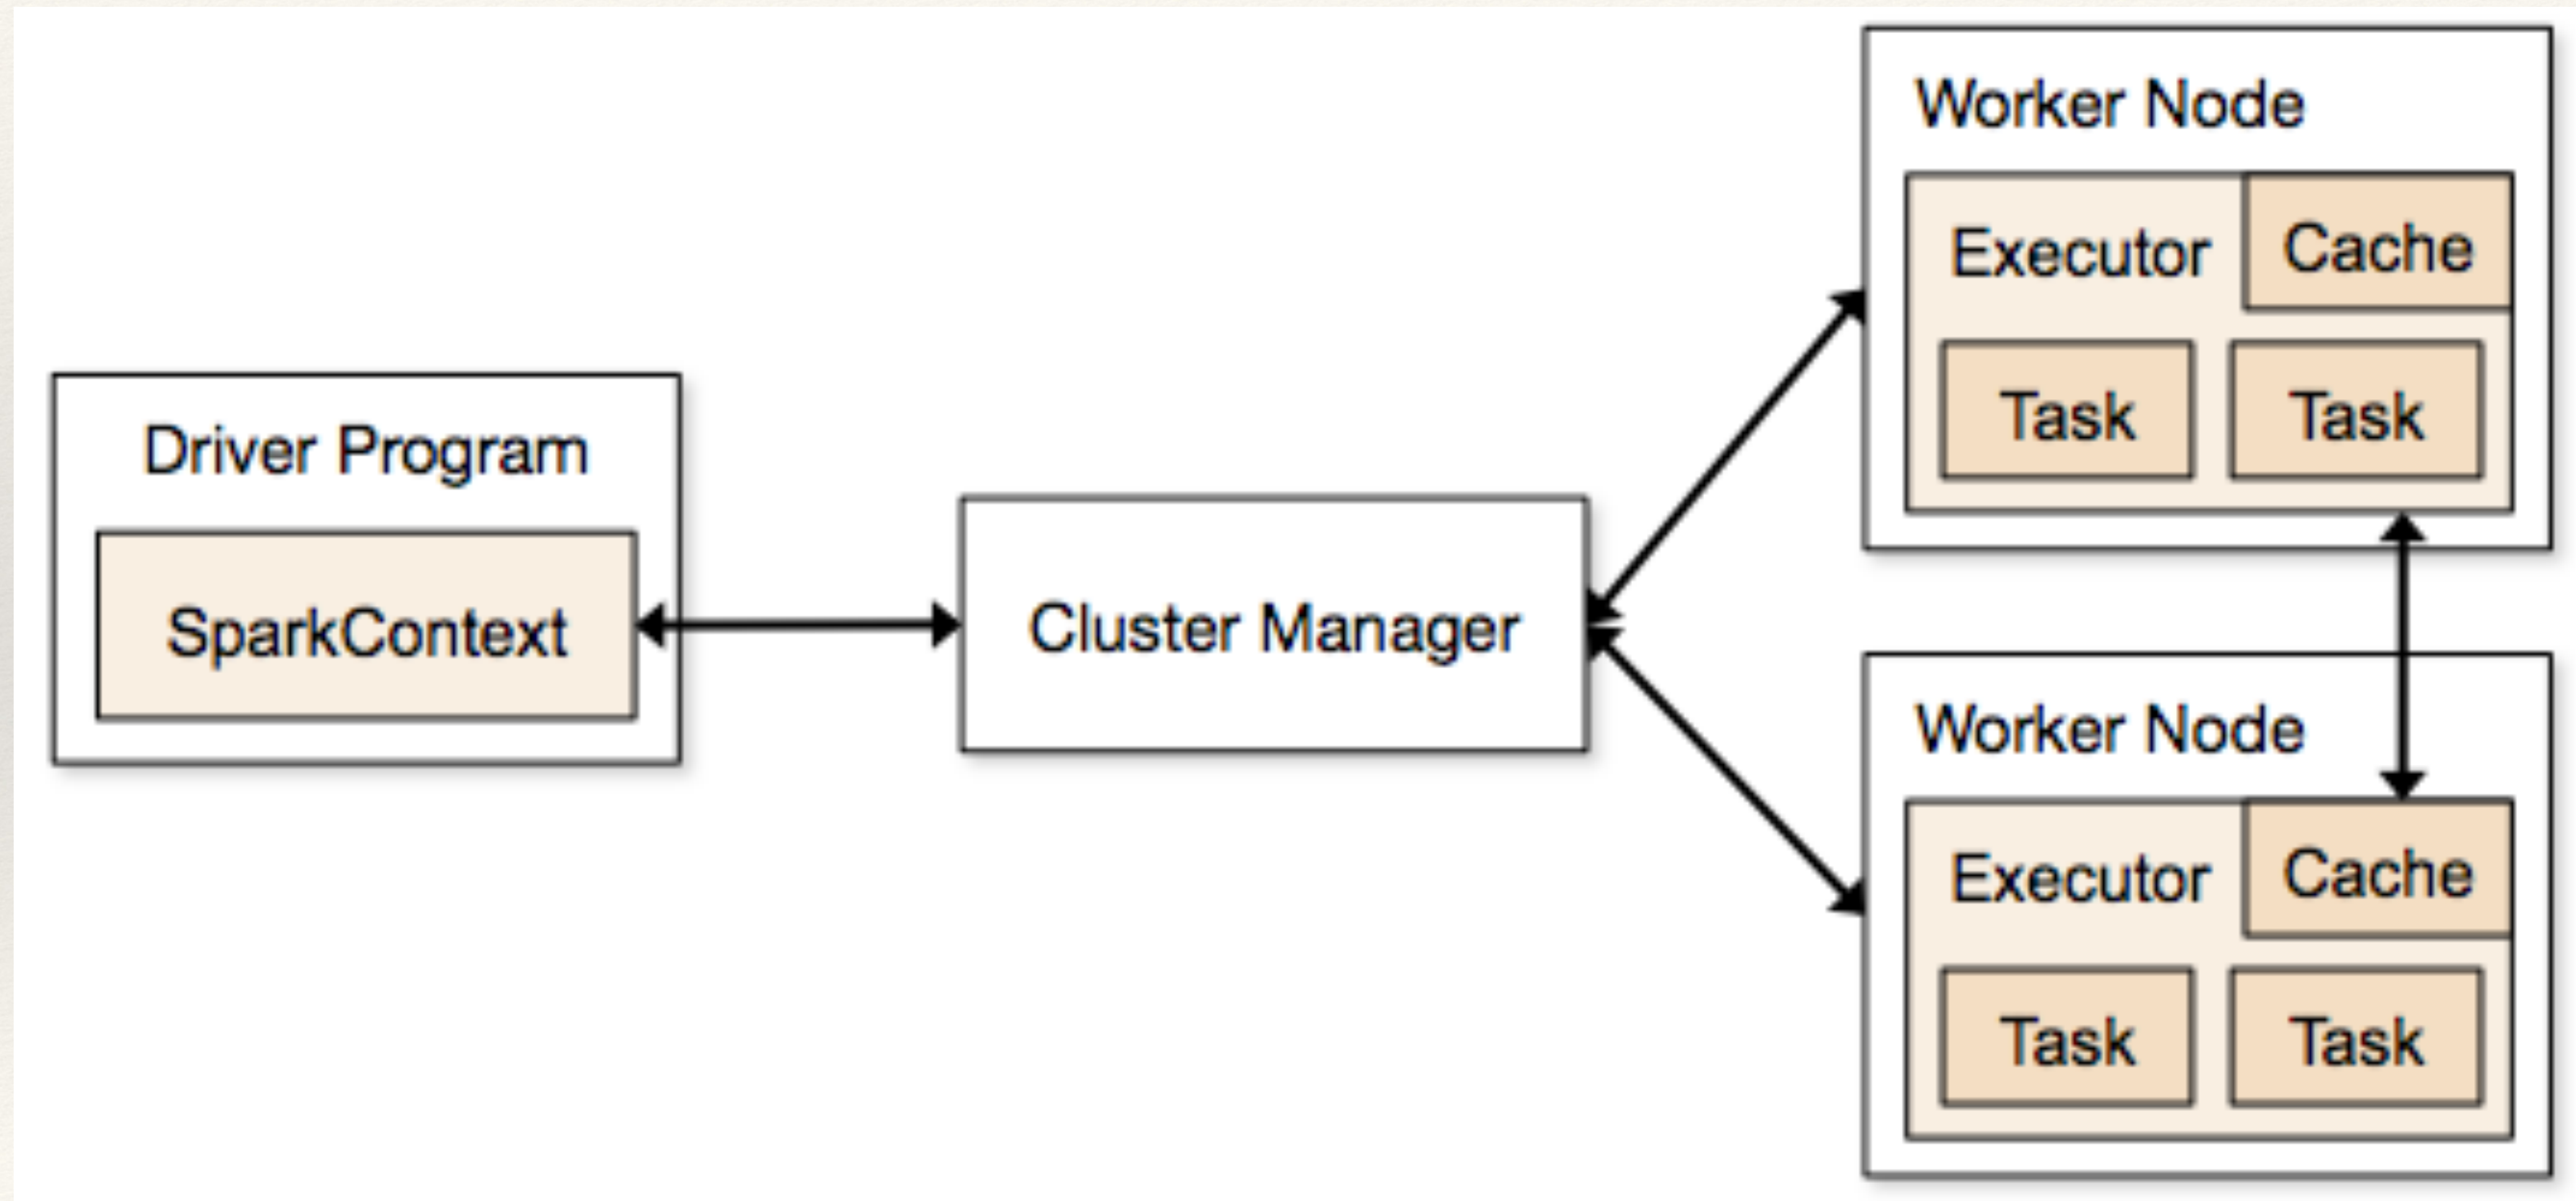 Driver Program
SparkContext
Cluster Manager
Worker Node
Executor
Cache
Task
Task
Worker Node
Executor
Cache
Task
Task